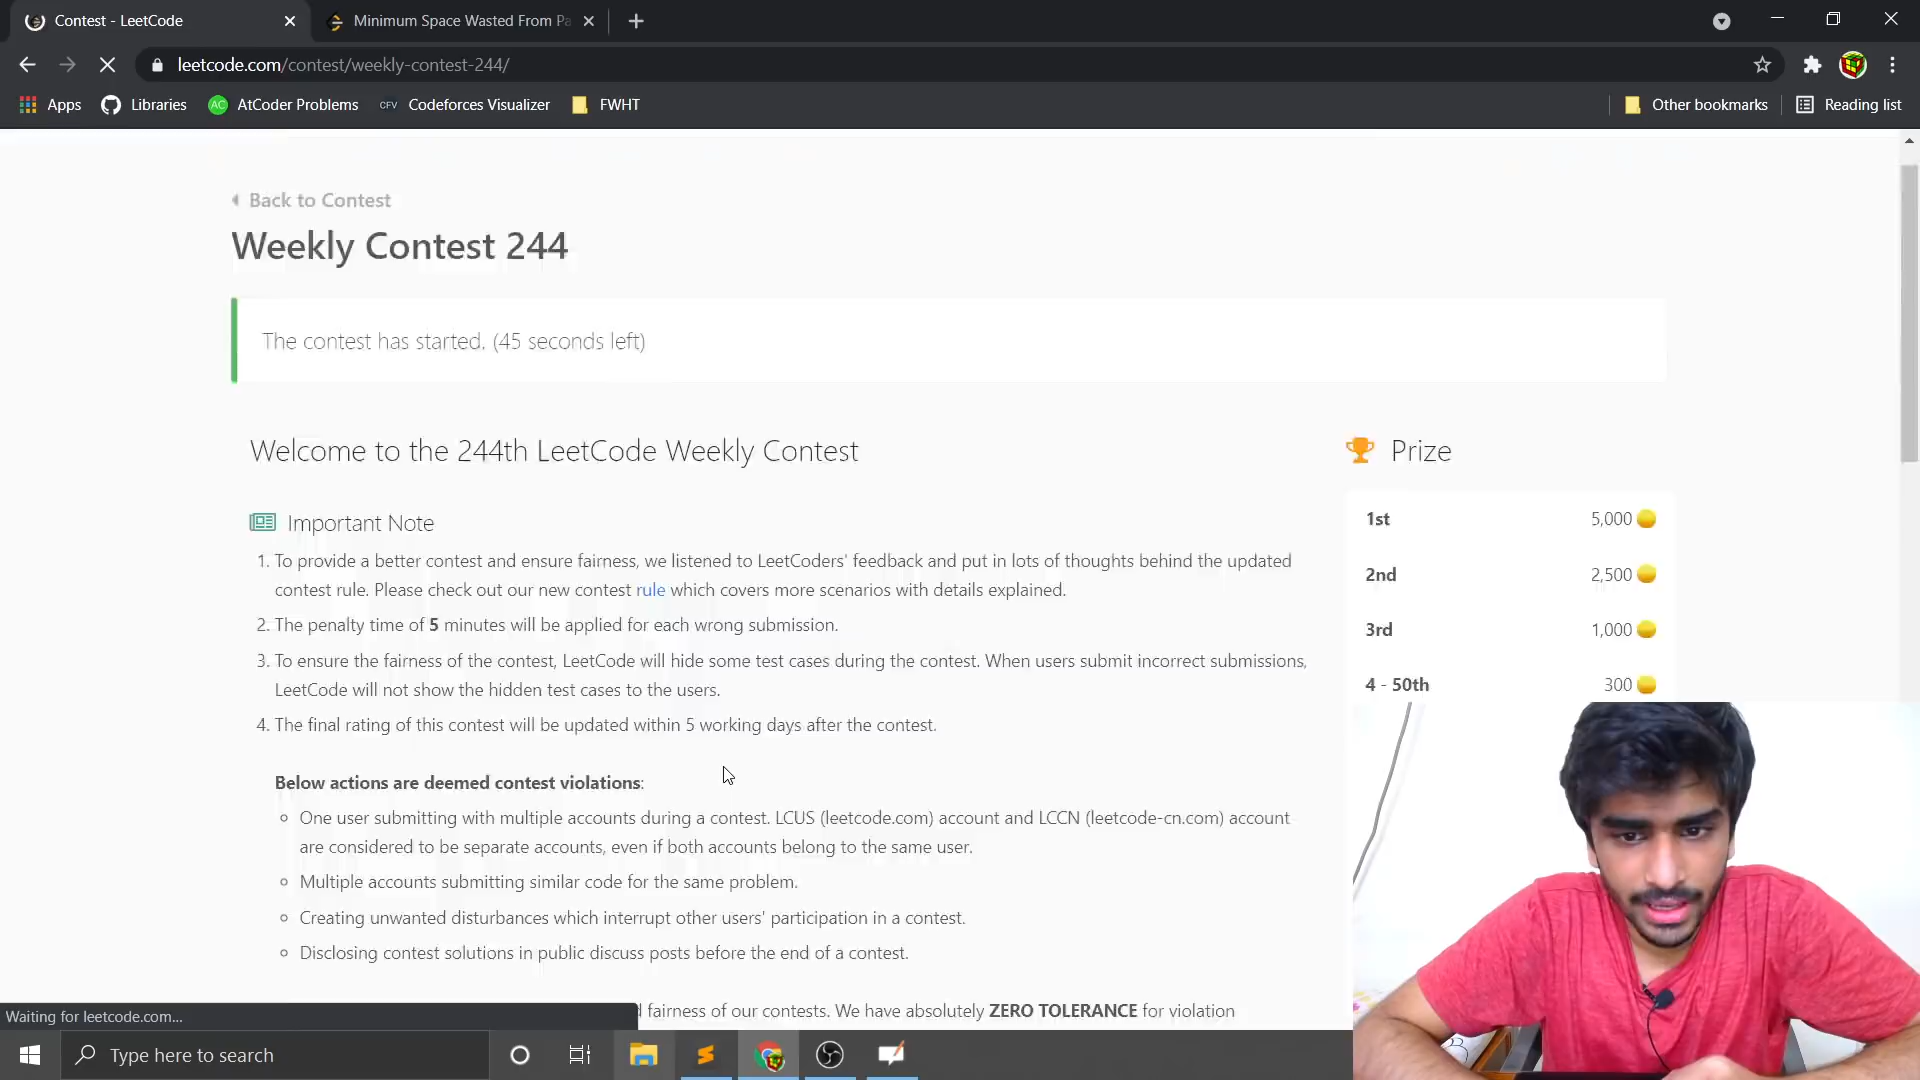 Contest - LeetCode
Minimum Space Wasted From Pa
leetcode.com/contest/weekly-contest-244/
Apps
Libraries
AC
AtCoder Problems
CFV
Codeforces Visualizer
FWHT
Other bookmarks
Reading list
Back to Contest
Weekly Contest 244
The contest has started. (45 seconds left)
Welcome to the 244th LeetCode Weekly Contest
Important Note
1. To provide a better contest and ensure fairness, we listened to LeetCoders' feedback and put in lots of thoughts behind the updated
contest rule. Please check out our new contest rule which covers more scenarios with details explained.
2. The penalty time of 5 minutes will be applied for each wrong submission.
3. To ensure the fairness of the contest, LeetCode will hide some test cases during the contest. When users submit incorrect submissions,
LeetCode will not show the hidden test cases to the users.
4. The final rating of this contest will be updated within 5 working days after the contest.
Below actions are deemed contest violations:
One user submitting with multiple accounts during a contest. LCUS (leetcode.com) account and LCCN (leetcode-cn.com) account
are considered to be separate accounts, even if both accounts belong to the same user.
Multiple accounts submitting similar code for the same problem.
Creating unwanted disturbances which interrupt other users' participation in a contest.
Disclosing contest solutions in public discuss posts before the end of a contest.
fairness of our contests. We have absolutely ZERO TOLERANCE for violation
Prize
1st 5,000
2nd 2,500
3rd 1,000
4 - 50th 300
Waiting for leetcode.com...
Type here to search